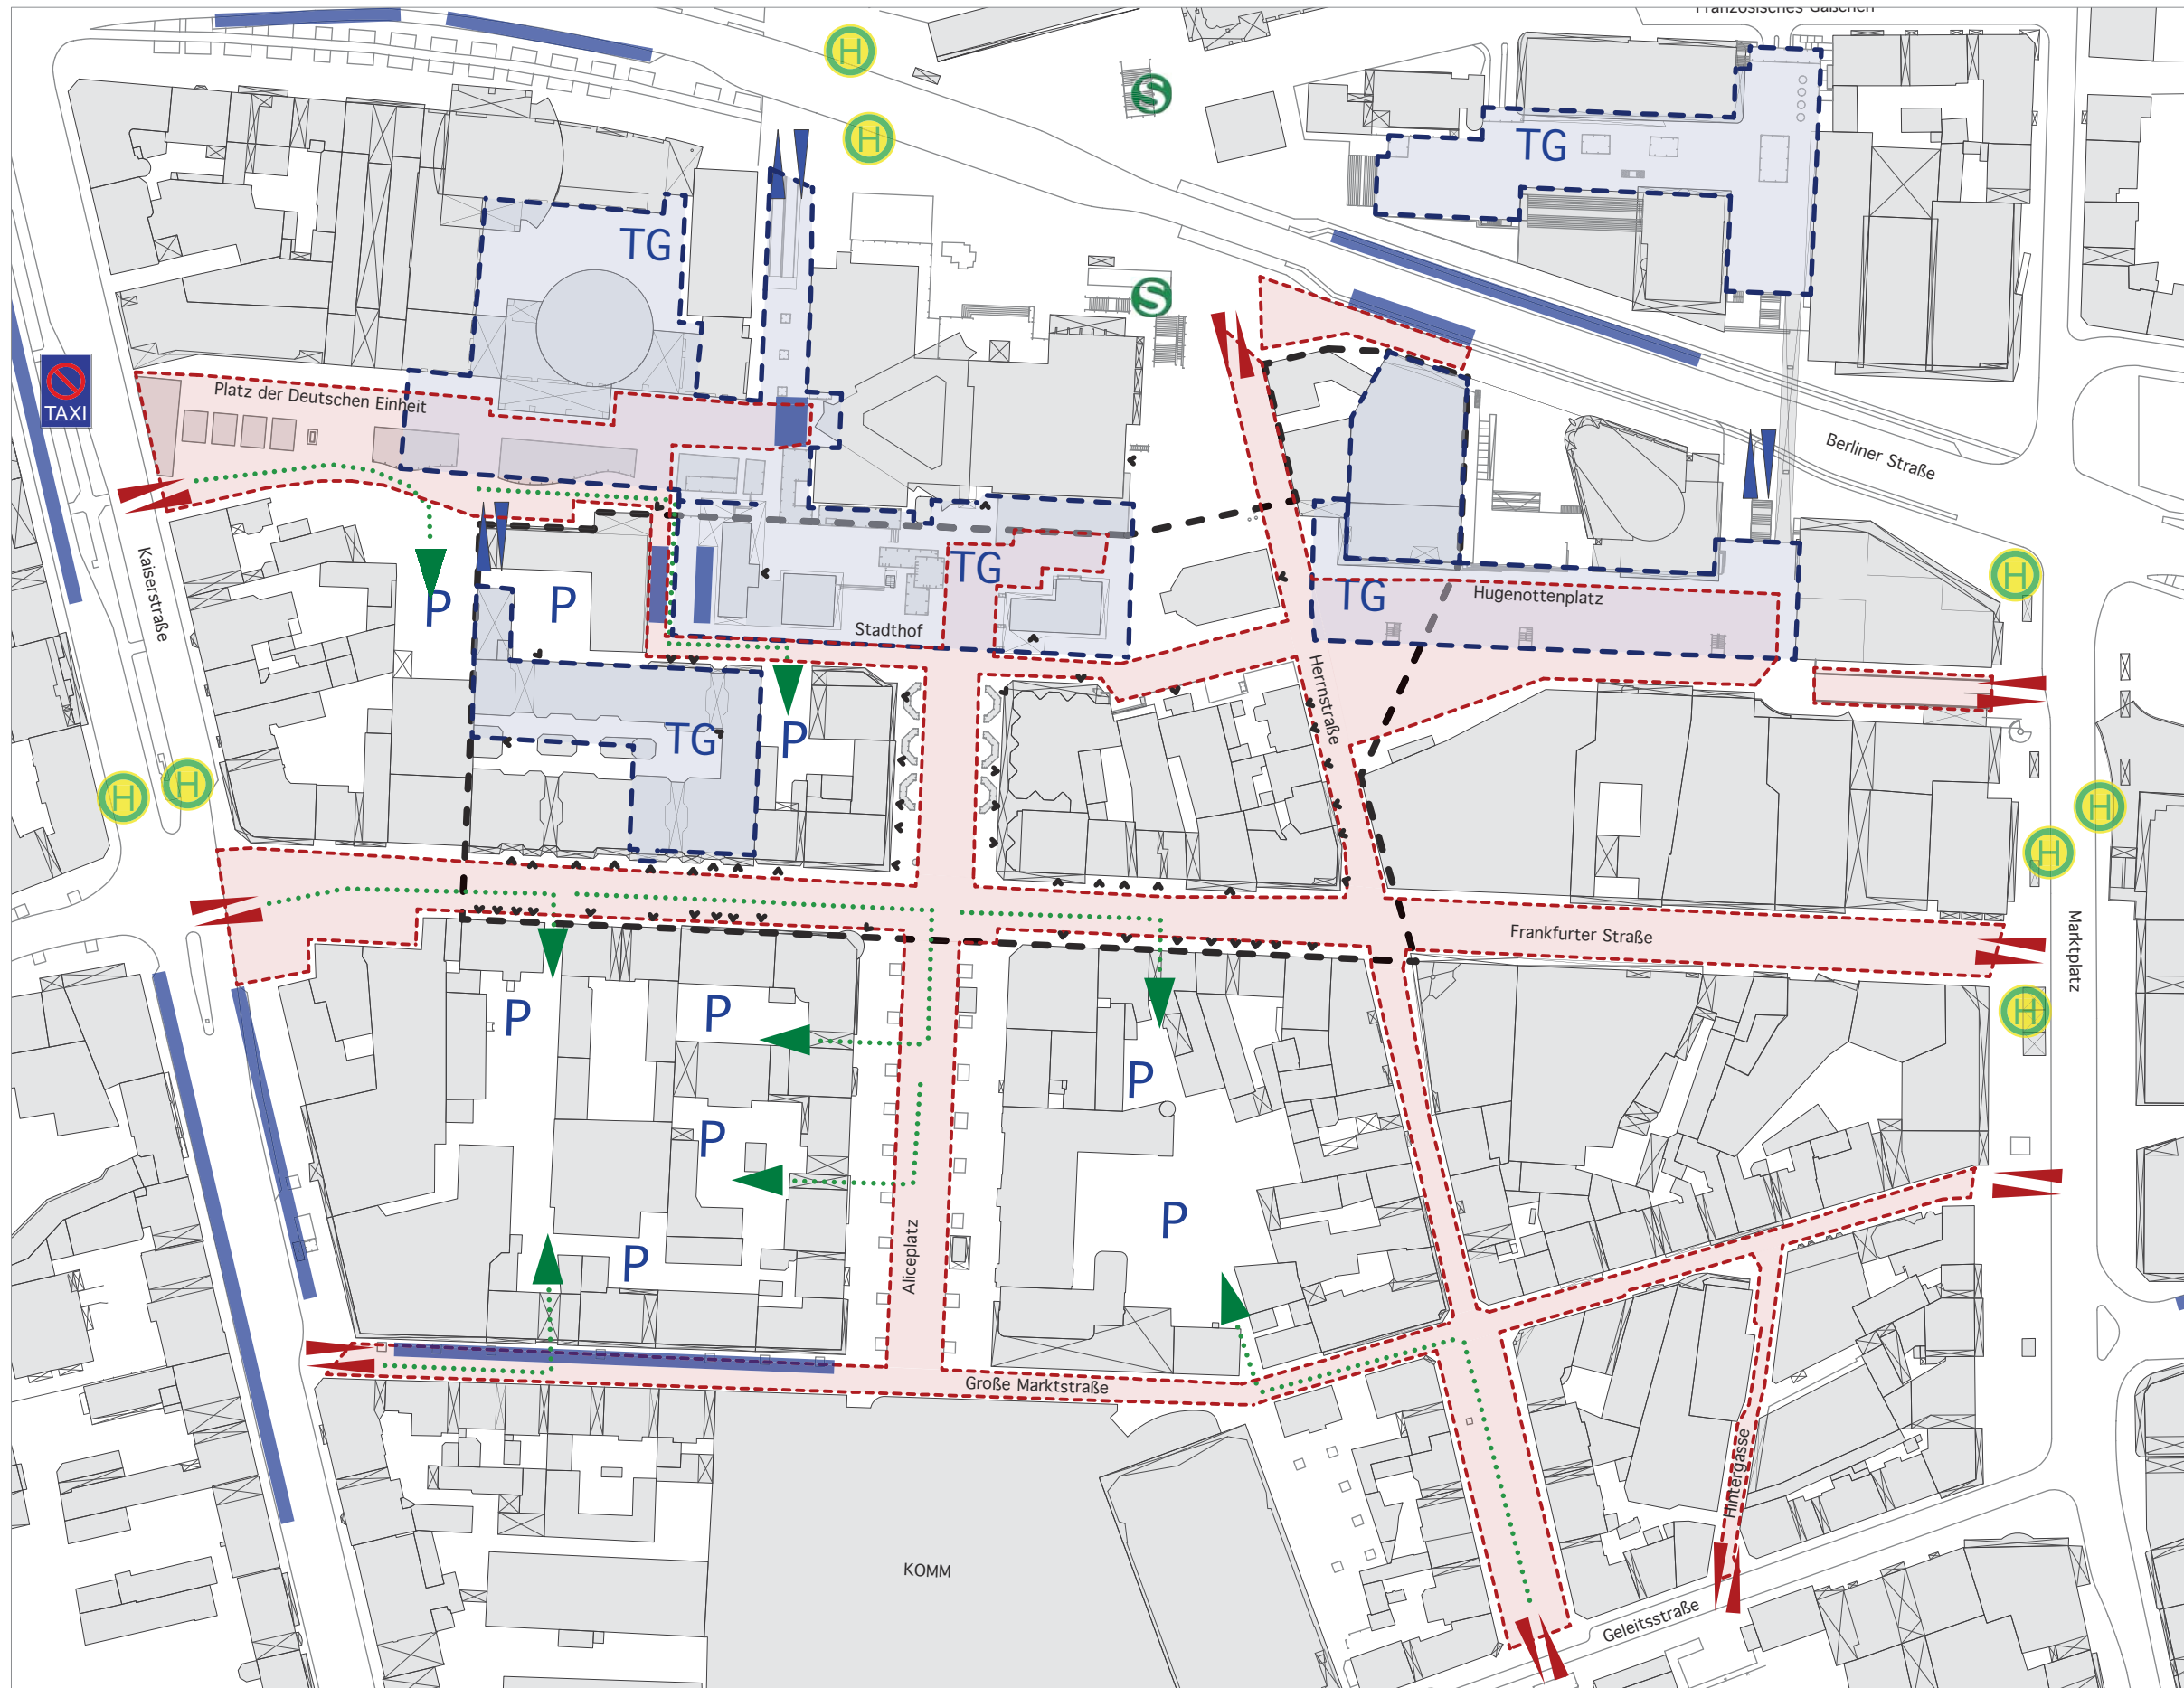 Französisches Gäßchen
H
S
H
TG
TG
S
TAXI
Platz der Deutschen Einheit
Berliner Straße
Kaiserstraße
TG
H
P
P
TG
Hugenottenplatz
Stadthof
Herrnstraße
TG
P
H
H
H
H
Frankfurter Straße
Marktplatz
P
P
H
P
P
P
P
Aliceplatz
Große Marktstraße
Hintergasse
KOMM
Geleitsstraße